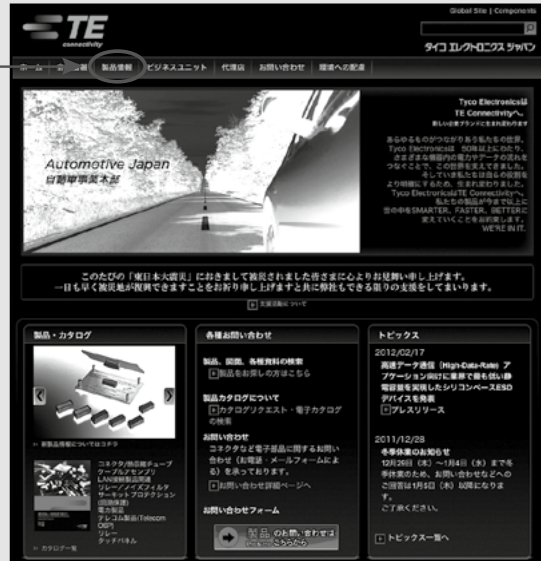 Global Site | Components
TE
connectivity
タイコ エレクトロニクス ジャパン
ホーム
製品情報
ビジネスユニット
代理店
お問い合わせ
環境への配慮
Automotive Japan
自動車事業本部
Tyco Electronicsは
TE Connectivityへ。
新しい企業ブランドに生まれ変わります
あらゆるものがつながりあう私たちの世界。
Tyco Electronicsは 50年以上にわたり、
さまざまな機器内の電力やデータの流れを
つなぐことで、この世界を支えてきました。
そしていま私たちは自らの役割を
より明確にするため、生まれ変わりました。
Tyco ElectronicsはTE Connectivityへ。
私たちの製品が今まで以上に
世の中をSMARTER、FASTER、BETTERに
変えていくことをお約束します。
WE'RE IN IT.
このたびの「東日本大震災」におきまして被災されました皆さまに心よりお見舞い申し上げます。
一日も早く被災地が復興できますことをお祈り申し上げますと共に弊社もできる限りの支援をしてまいります。
支援活動について
製品・カタログ
新製品情報についてはコチラ
コネクタ/熱収縮チューブ
ケーブルアセンブリ
LAN接続製品関連
リレー／ノイズフィルタ
サーキットプロテクション
(回路保護)
電力製品
テレコム製品(Telecom
OSP)
リレー
タッチパネル
カタログ一覧
各種お問い合わせ
製品、図面、各種資料の検索
製品をお探しの方はこちら
製品カタログについて
カタログリクエスト・電子カタログ
の検索
お問い合わせ
コネクタなど電子部品に関するお問い
合わせ（お電話・メールフォームによ
る）を承っております。
お問い合わせ詳細ページへ
お問い合わせフォーム
製品 のお問い合わせは
こちらから
トピックス
2012/02/17
高速データ通信（High-Data-Rate）ア
プケーション向けに業界で最も低い静
電容量を実現したシリコンベースESD
デバイスを発表
プレスリリース
2011/12/28
冬季休業のお知らせ
12月29日（木）～1月4日（水）まで冬
季休業のため、お問い合わせなどへの
ご回答は1月5日（木）以降になりま
す。
ご了承ください。
トピックス一覧へ